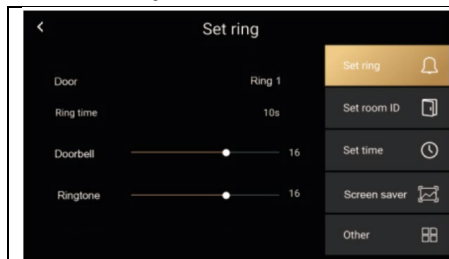 Set ring
Door Ring 1
Ring time 10s
Doorbell 16
Ringtone 16
Set ring
Set room ID
Set time
Screen saver
Other